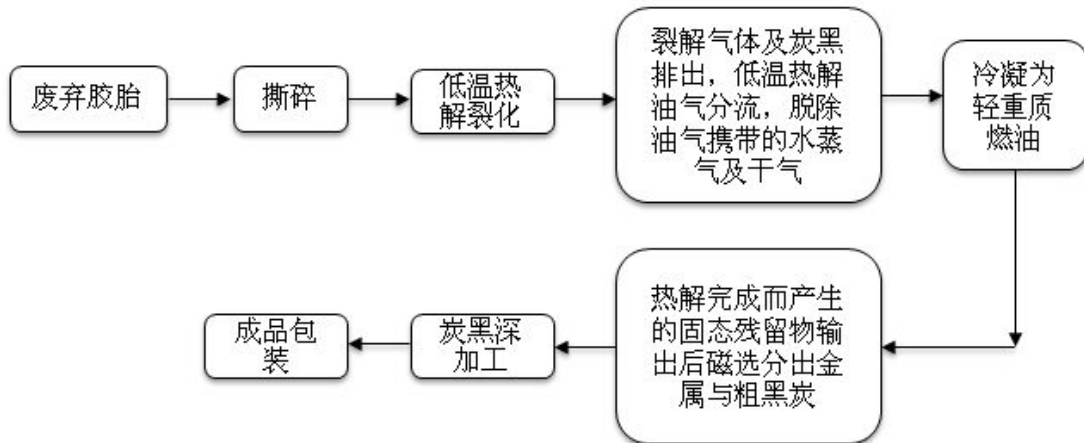 废弃胶胎
撕碎
低温热
解裂化
裂解气体及炭黑
排出，低温热解
油气分流，脱除
油气携带的水蒸
气及干气
冷凝为
轻重质
燃油
热解完成而产生
的固态残留物输
出后磁选分出金
属与粗黑炭
炭黑深
加工
成品包
装